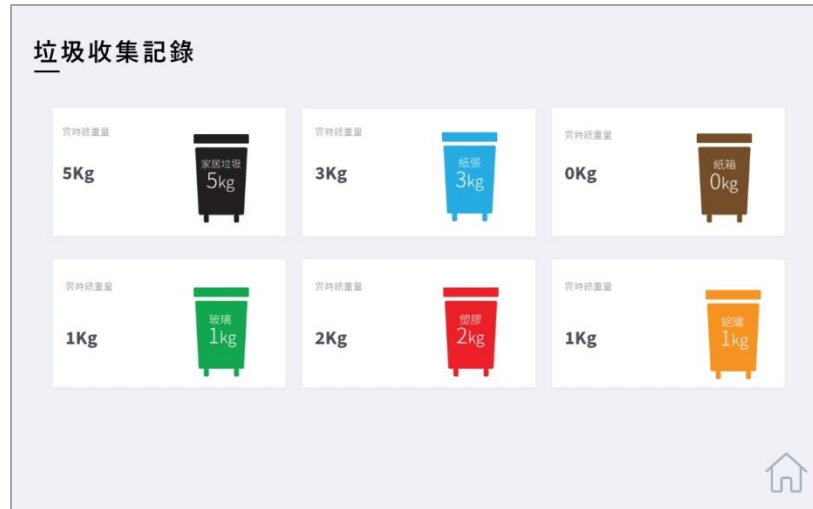 垃圾收集記錄
實時總重量
5Kg
家居垃圾
5kg
實時總重量
3Kg
紙張
3kg
實時總重量
0Kg
紙箱
0kg
實時總重量
1Kg
玻璃
1kg
實時總重量
2Kg
塑膠
2kg
實時總重量
1Kg
鋁罐
1kg